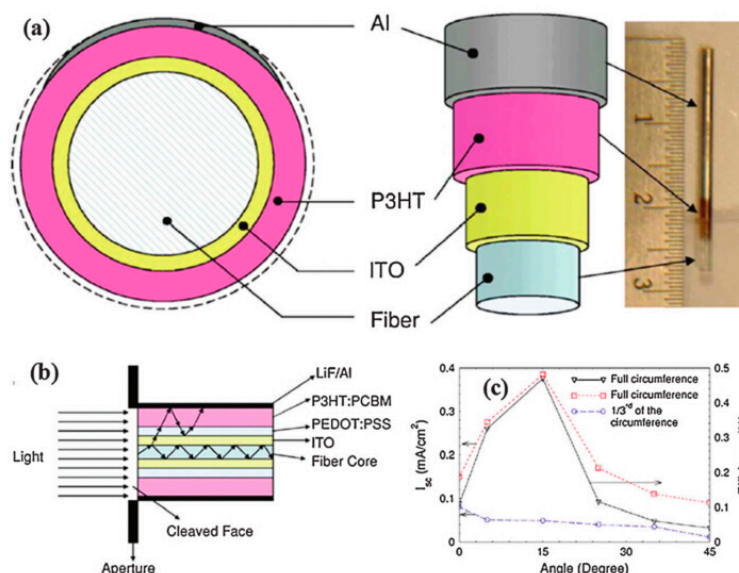 (a)
Al
P3HT
ITO
Fiber
1
2
3
(b)
Light
LiF/Al
P3HT:PCBM
PEDOT:PSS
ITO
Fiber Core
Cleaved Face
Aperture
(c)
Full circumference
Full circumference
1/3rd of the
circumference
Isc (mA/cm2)
0.4
0.3
0.2
0.1
0
0.5
0.4
0.3
0.2
0.1
0
0 15 30 45
Angle (Degree)